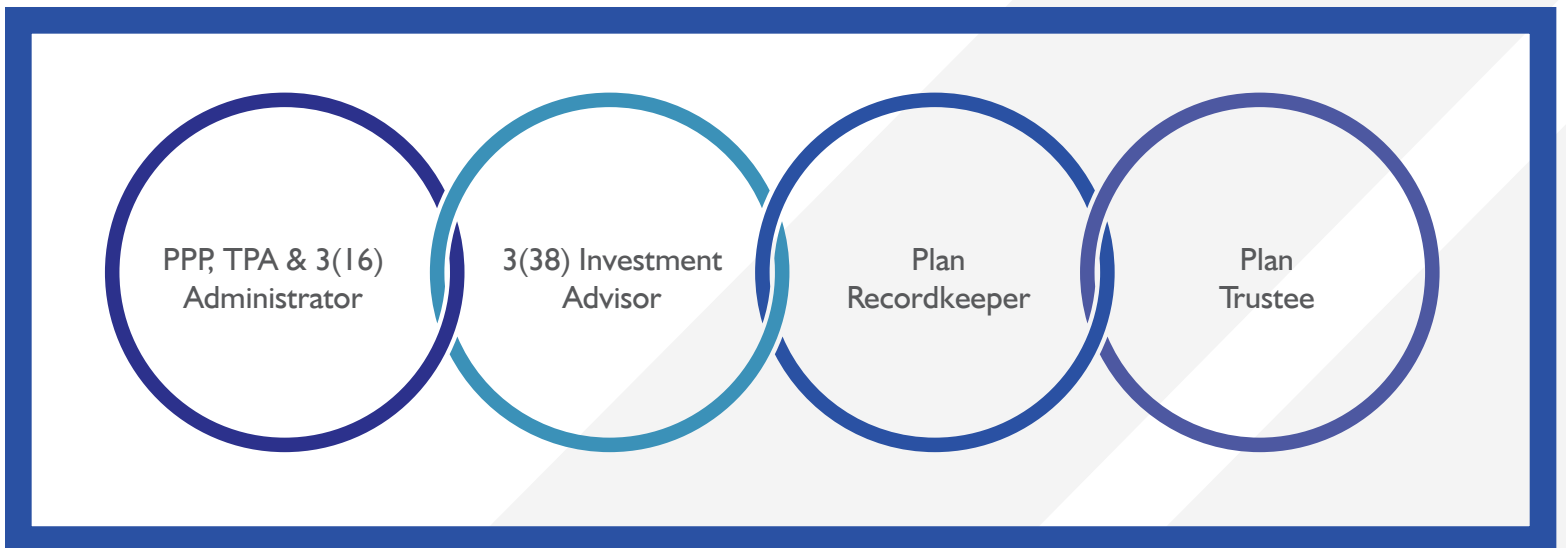 PPP, TPA & 3(16)
Administrator
3(38) Investment
Advisor
Plan
Recordkeeper
Plan
Trustee